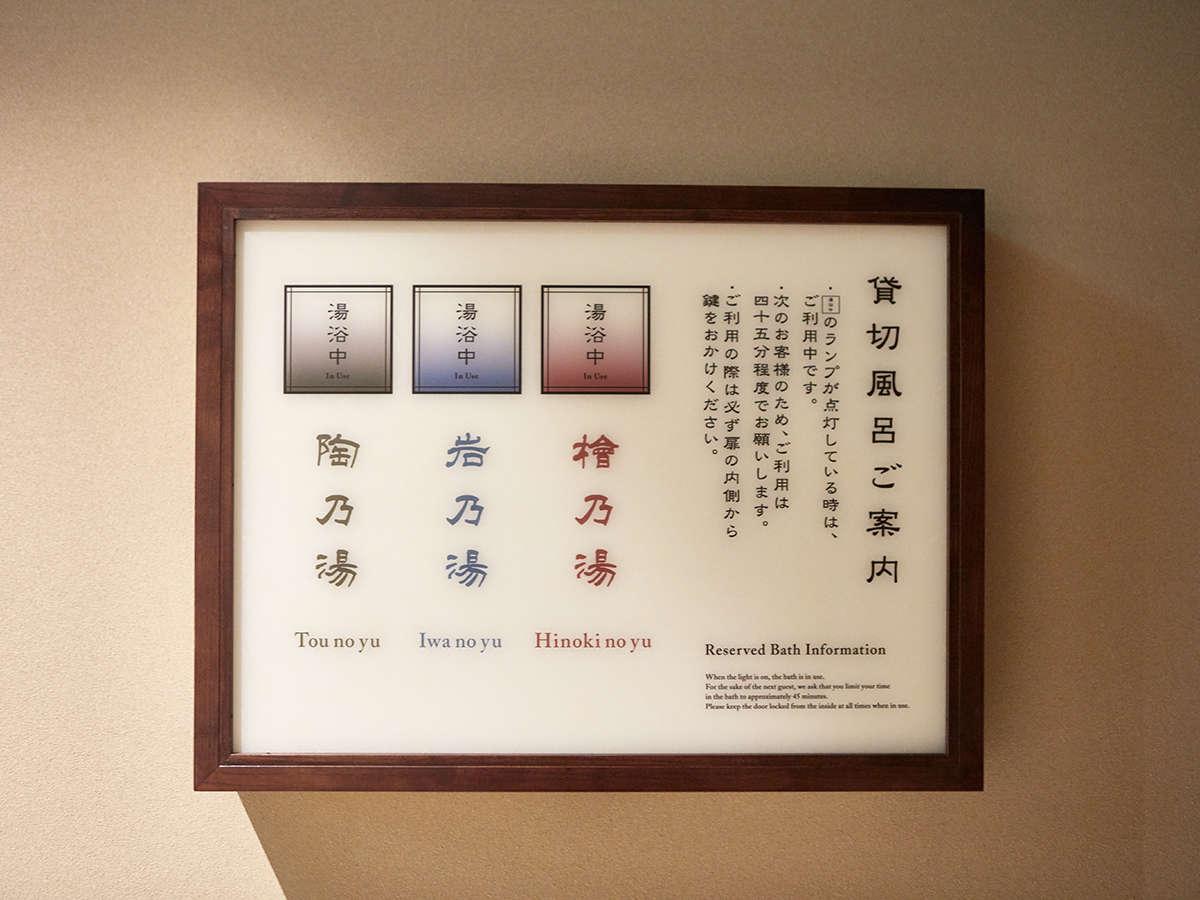 貸切風呂ご案内
・湯浴中のランプが点灯している時は、
ご利用中です。
・次のお客様のため、ご利用は
四十五分程度でお願いします。
・ご利用の際は必ず扉の内側から
鍵をおかけください。
湯浴中
In Use
檜乃湯
Hinoki no yu
湯浴中
In Use
岩乃湯
Iwa no yu
湯浴中
In Use
陶乃湯
Tou no yu
Reserved Bath Information
When the light is on, the bath is in use.
For the sake of the next guest, we ask that you limit your time
in the bath to approximately 45 minutes.
Please keep the door locked from the inside at all times when in use.